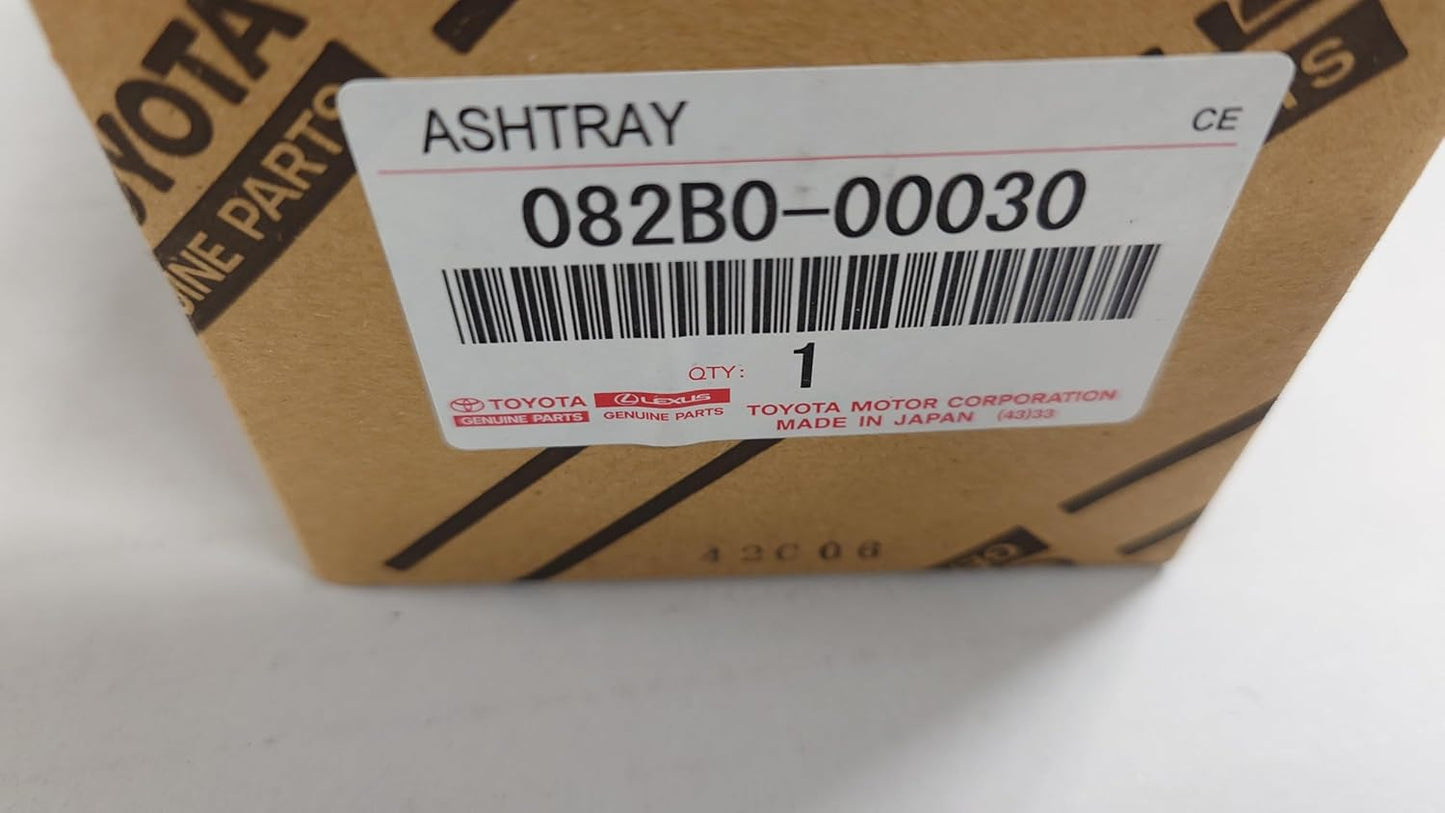 TOYOTA
GENUINE PARTS
ASHTRAY
CE
082B0-00030
QTY: 1
TOYOTA
GENUINE PARTS
LEXUS
GENUINE PARTS
TOYOTA MOTOR CORPORATION
MADE IN JAPAN (43)33
42C06